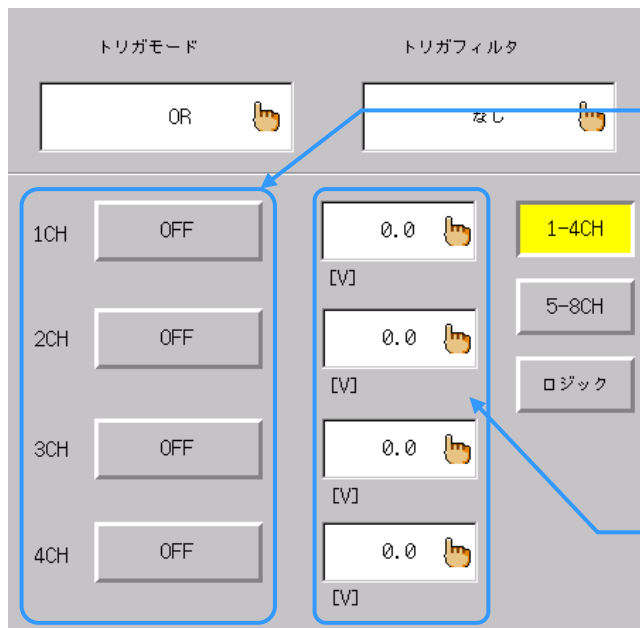 トリガモード トリガフィルタ
OR なし
1CH OFF 0.0 1-4CH
[V]
5-8CH
2CH OFF 0.0
[V] ロジック
3CH OFF 0.0
[V]
4CH OFF 0.0
[V]